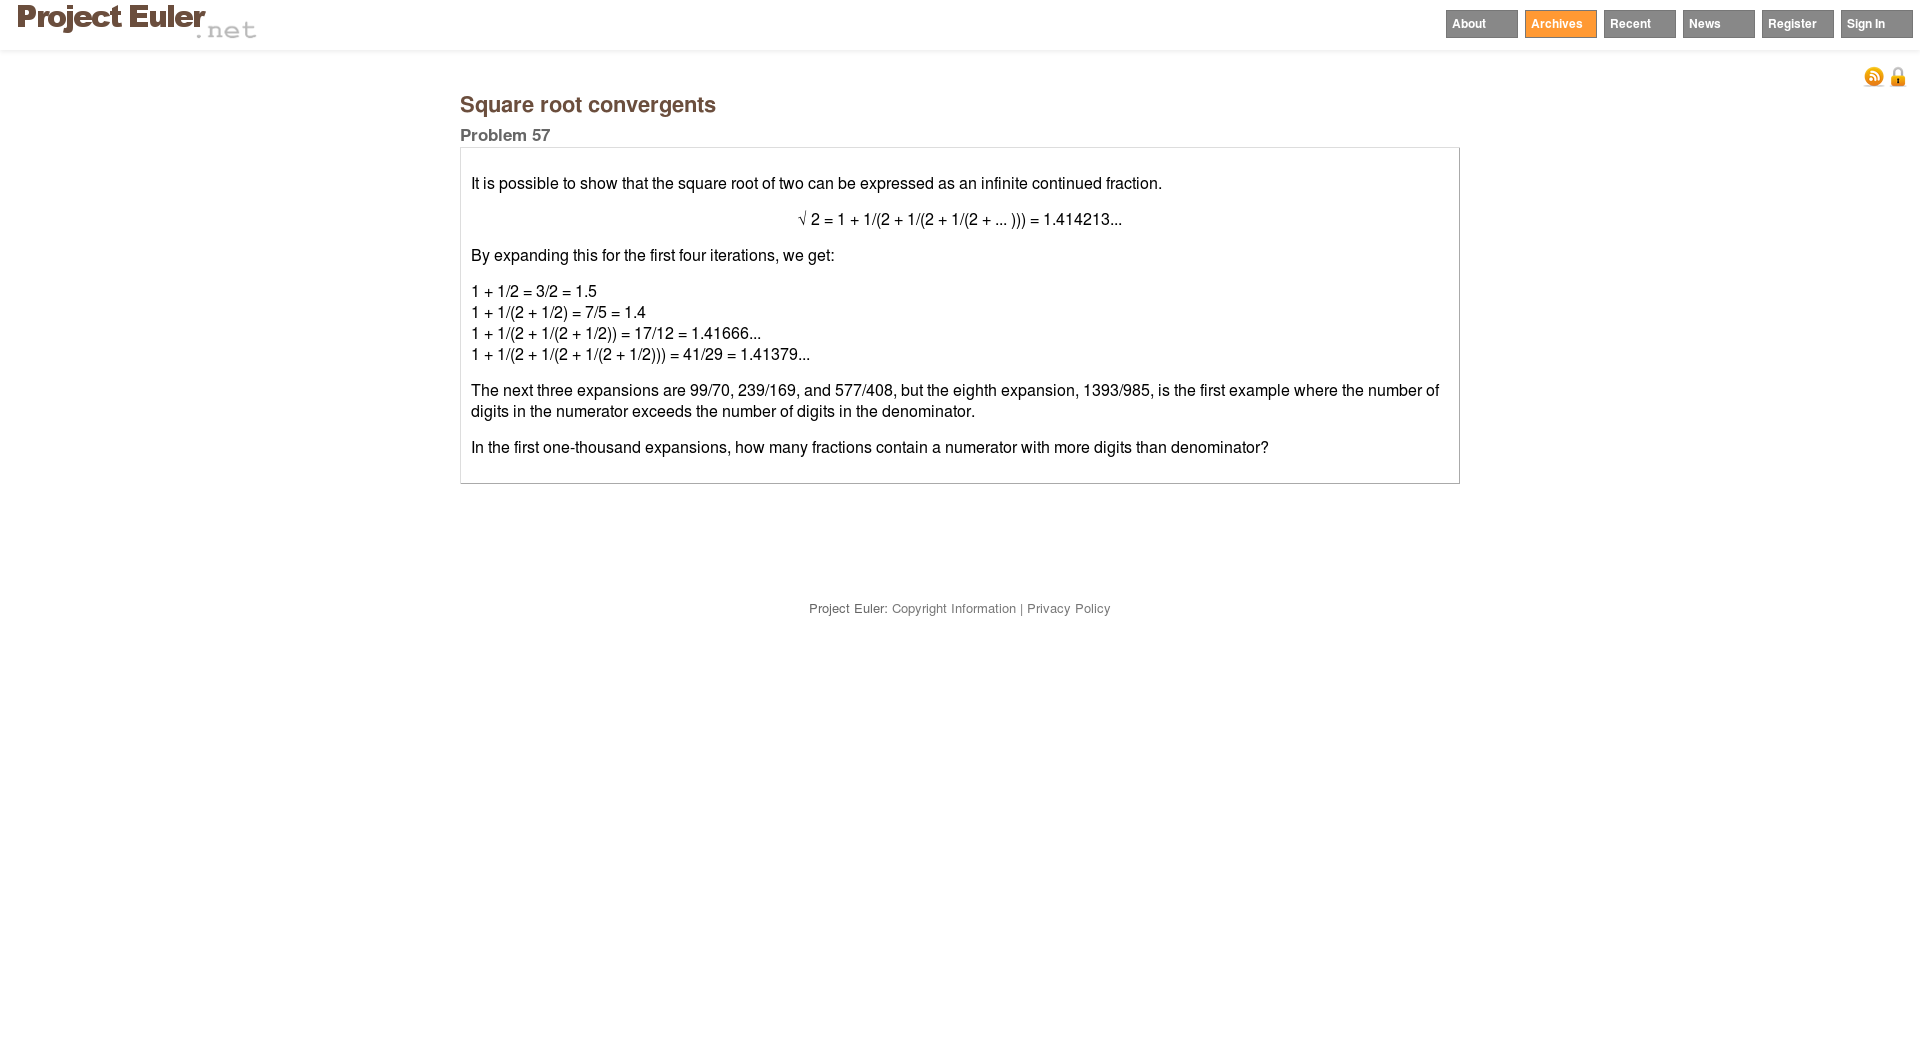 Project Euler
.net
About
Archives
Recent
News
Register
Sign In
Square root convergents
Problem 57
It is possible to show that the square root of two can be expressed as an infinite continued fraction.
√ 2 = 1 + 1/(2 + 1/(2 + 1/(2 + ... ))) = 1.414213...
By expanding this for the first four iterations, we get:
1 + 1/2 = 3/2 = 1.5
1 + 1/(2 + 1/2) = 7/5 = 1.4
1 + 1/(2 + 1/(2 + 1/2)) = 17/12 = 1.41666...
1 + 1/(2 + 1/(2 + 1/(2 + 1/2))) = 41/29 = 1.41379...
The next three expansions are 99/70, 239/169, and 577/408, but the eighth expansion, 1393/985, is the first example where the number of
digits in the numerator exceeds the number of digits in the denominator.
In the first one-thousand expansions, how many fractions contain a numerator with more digits than denominator?
Project Euler: Copyright Information | Privacy Policy